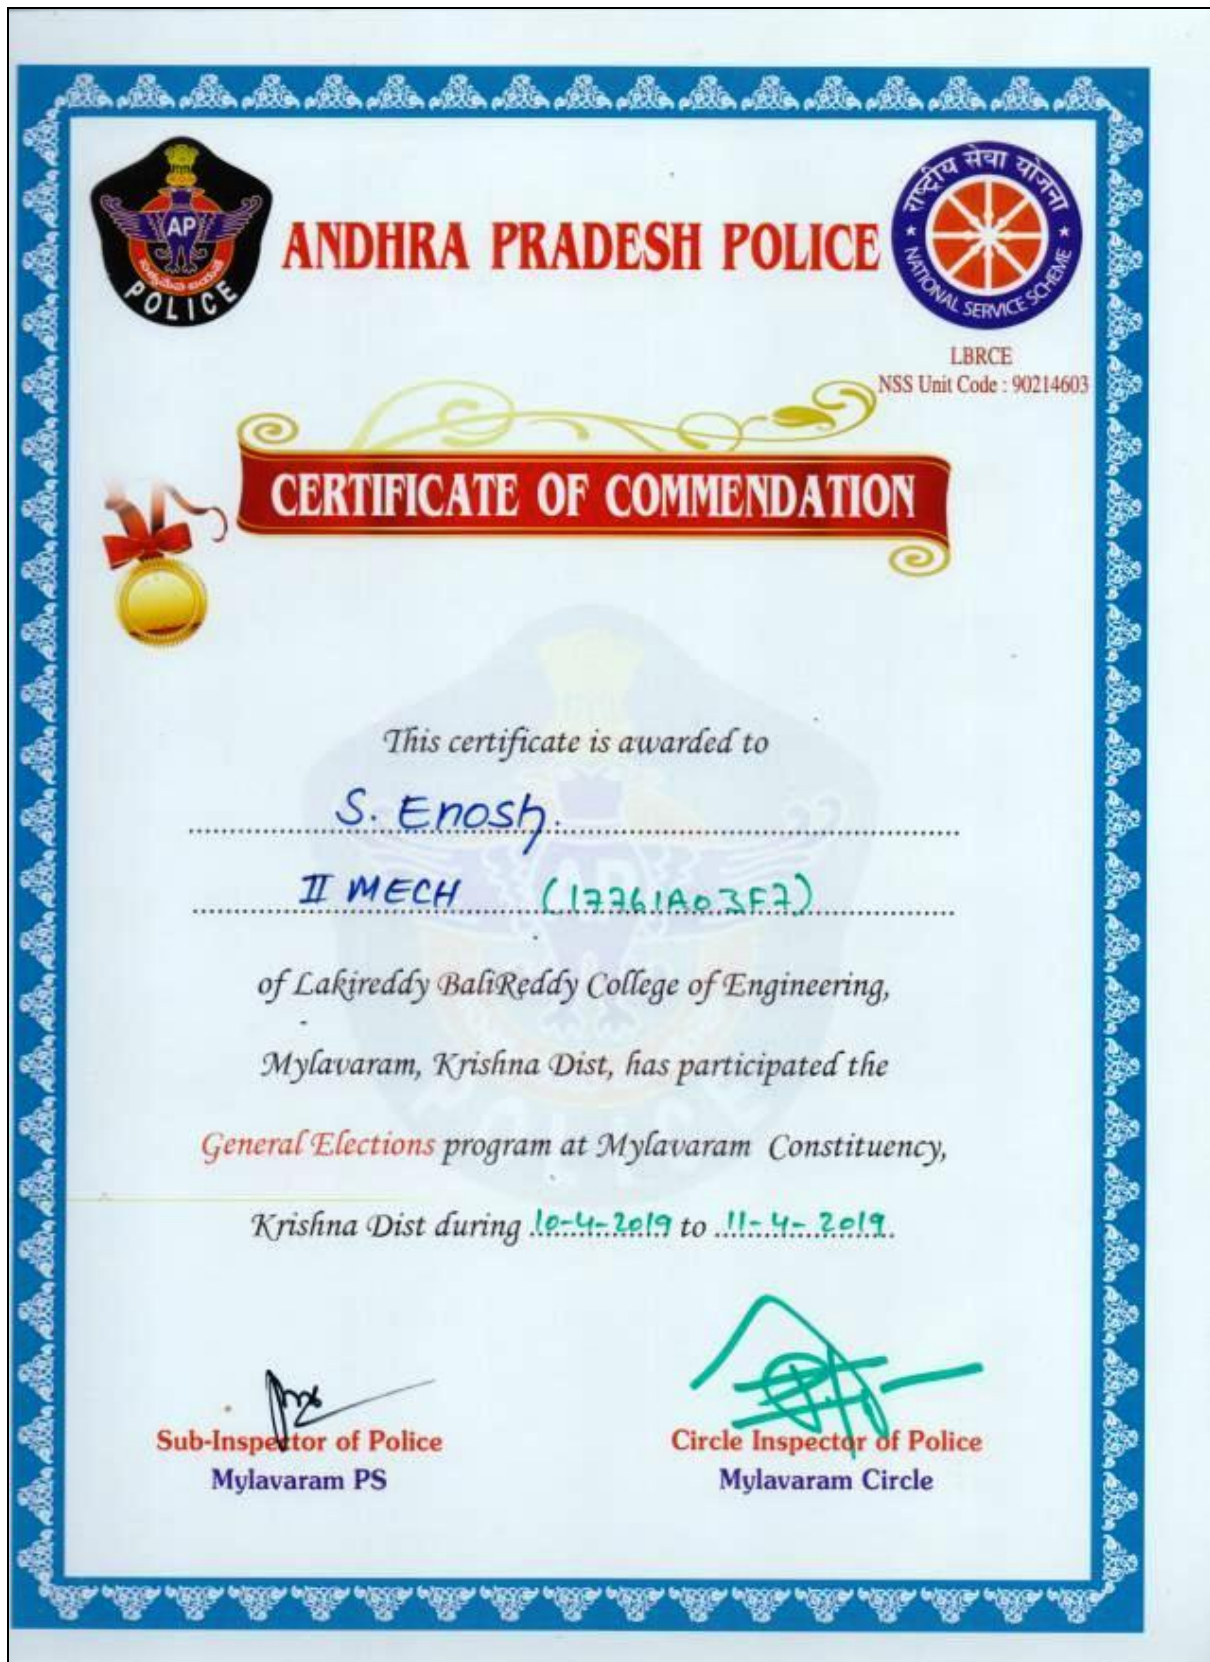 ANDHRA PRADESH POLICE
AP
POLICE
राष्ट्रीय सेवा योजना
NATIONAL SERVICE SCHEME
LBRCE
NSS Unit Code : 90214603
CERTIFICATE OF COMMENDATION
This certificate is awarded to
S. Enosh.
II MECH (17761A03F7)
of Lakireddy BaliReddy College of Engineering,
Mylavaram, Krishna Dist, has participated the
General Elections program at Mylavaram Constituency,
Krishna Dist during 10-4-2019 to 11-4-2019.
Sub-Inspector of Police
Mylavaram PS
Circle Inspector of Police
Mylavaram Circle